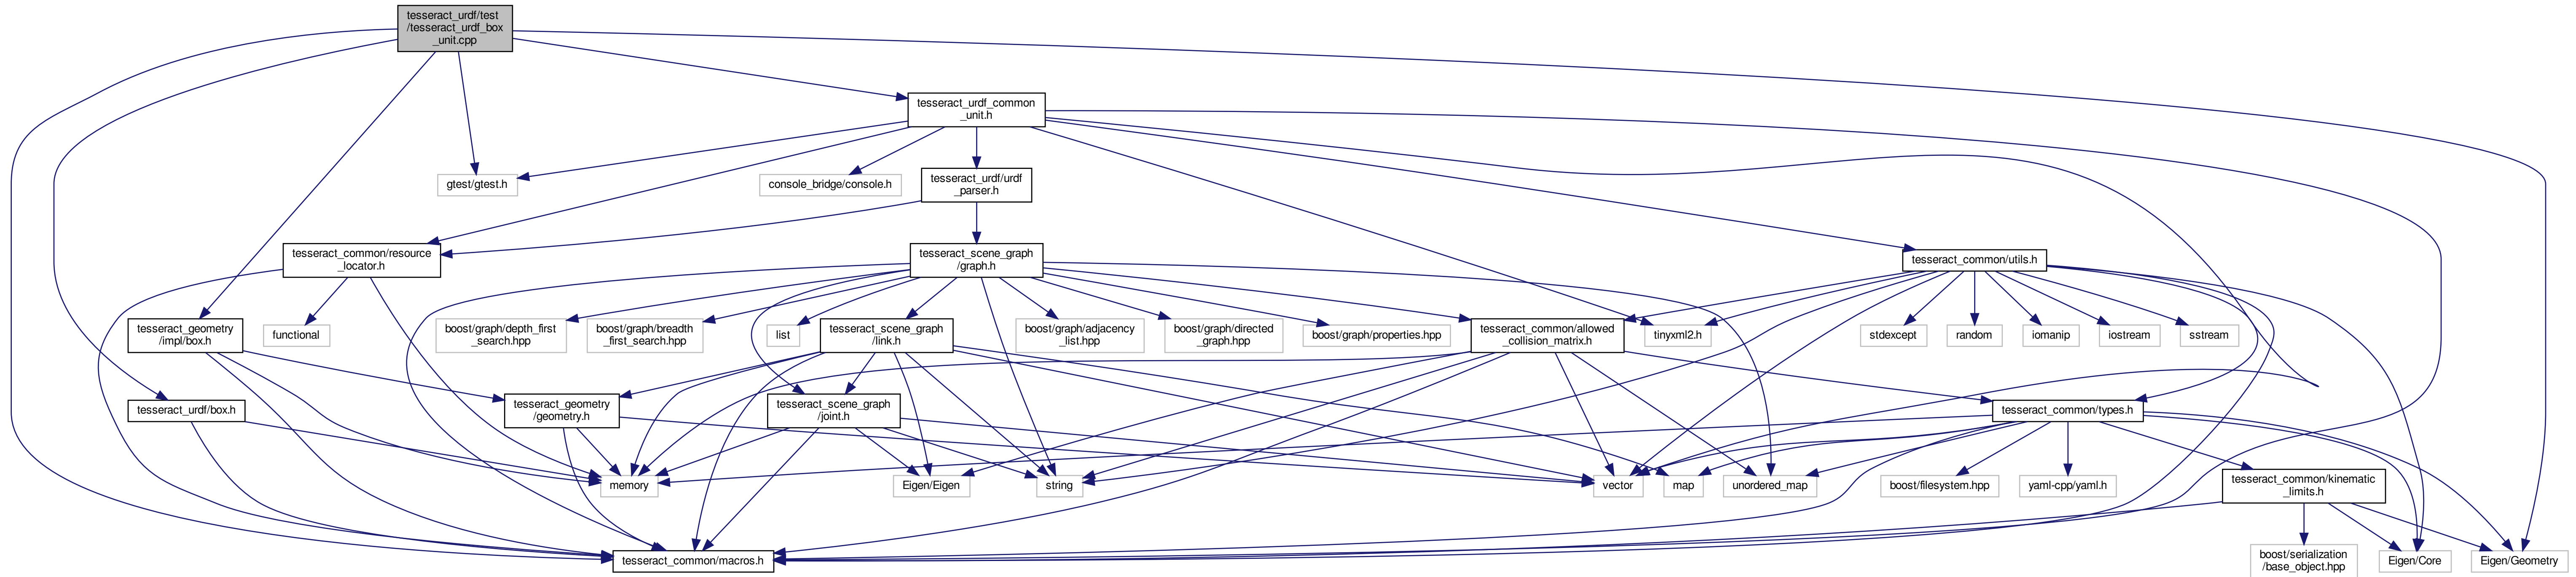 tesseract_urdf/test
/tesseract_urdf_box
_unit.cpp
tesseract_urdf_common
_unit.h
gtest/gtest.h
console_bridge/console.h
tesseract_urdf/urdf
_parser.h
tesseract_common/resource
_locator.h
tesseract_scene_graph
/graph.h
tesseract_common/utils.h
tesseract_geometry
/impl/box.h
functional
boost/graph/depth_first
_search.hpp
boost/graph/breadth
_first_search.hpp
list
tesseract_scene_graph
/link.h
boost/graph/adjacency
_list.hpp
boost/graph/directed
_graph.hpp
boost/graph/properties.hpp
tesseract_common/allowed
_collision_matrix.h
tinyxml2.h
stdexcept
random
iomanip
iostream
sstream
tesseract_urdf/box.h
tesseract_geometry
/geometry.h
tesseract_scene_graph
/joint.h
tesseract_common/types.h
memory
Eigen/Eigen
string
vector
map
unordered_map
boost/filesystem.hpp
yaml-cpp/yaml.h
tesseract_common/kinematic
_limits.h
tesseract_common/macros.h
boost/serialization
/base_object.hpp
Eigen/Core
Eigen/Geometry